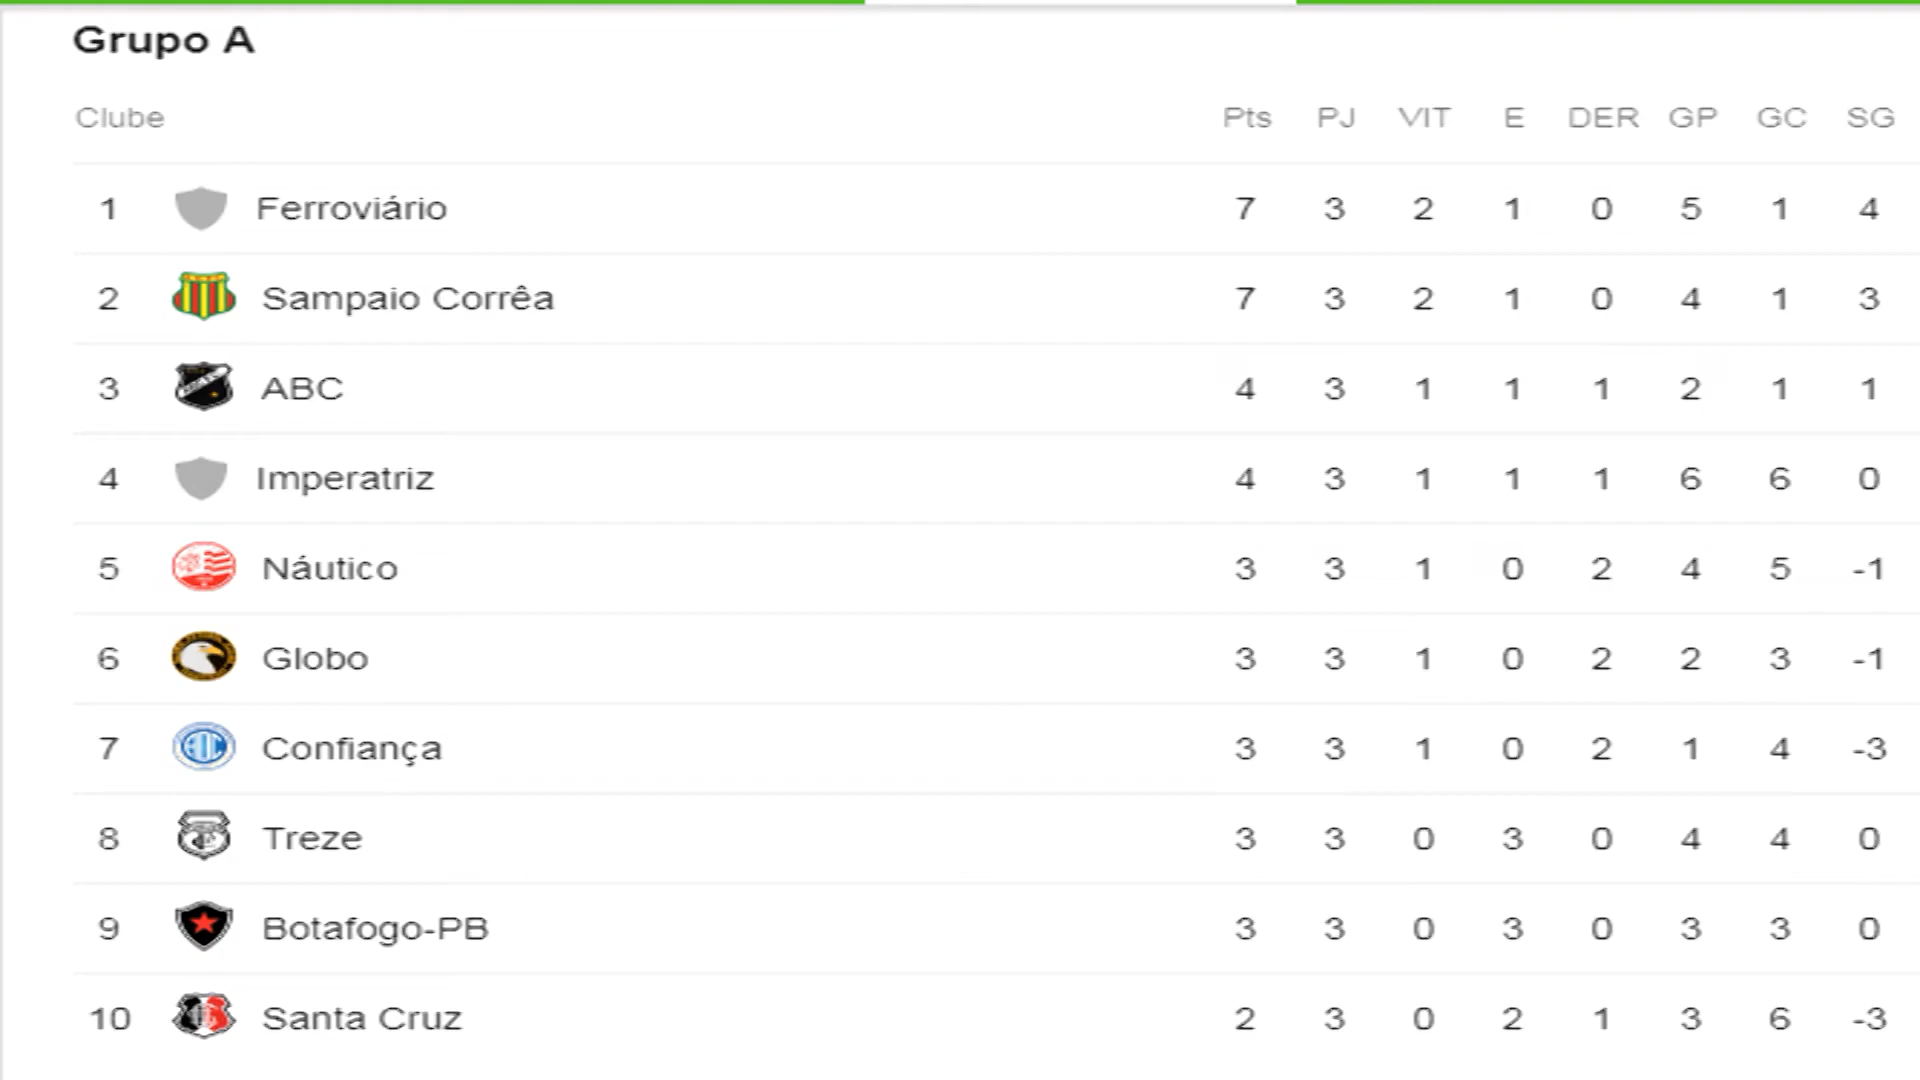 Grupo A
Clube Pts PJ VIT E DER GP GC SG
1 Ferroviário 7 3 2 1 0 5 1 4
2 Sampaio Corrêa 7 3 2 1 0 4 1 3
3 ABC 4 3 1 1 1 2 1 1
4 Imperatriz 4 3 1 1 1 6 6 0
5 Náutico 3 3 1 0 2 4 5 -1
6 Globo 3 3 1 0 2 2 3 -1
7 Confiança 3 3 1 0 2 1 4 -3
8 Treze 3 3 0 3 0 4 4 0
9 Botafogo-PB 3 3 0 3 0 3 3 0
10 Santa Cruz 2 3 0 2 1 3 6 -3